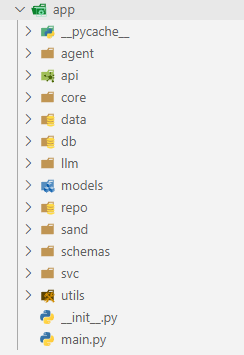 app
__pycache__
agent
api
core
data
db
llm
models
repo
sand
schemas
svc
utils
__init__.py
main.py